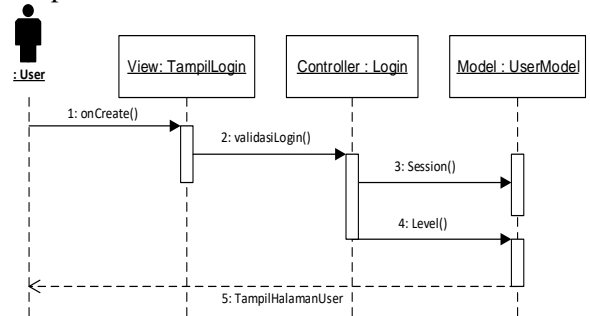 : User
View: TampilLogin
Controller : Login
Model : UserModel
1: onCreate()
2: validasiLogin()
3: Session()
4: Level()
5: TampilHalamanUser